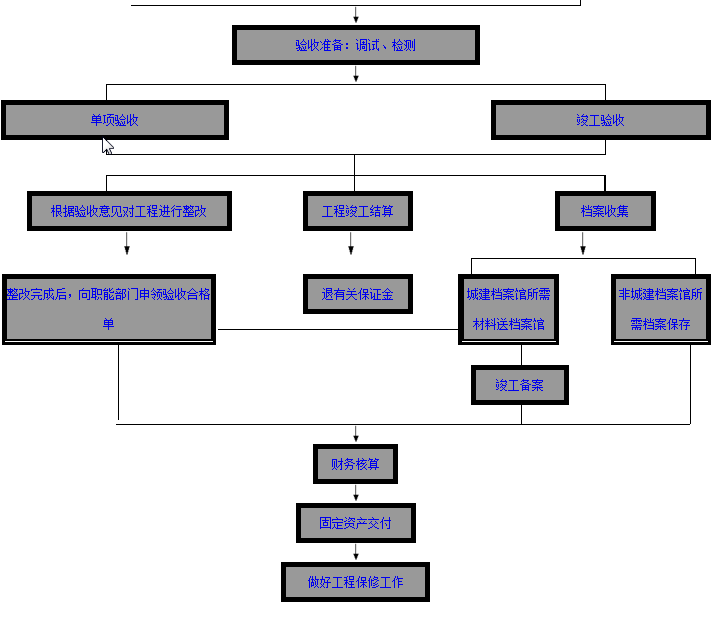 验收准备：调试、检测
单项验收
竣工验收
根据验收意见对工程进行整改
工程竣工结算
档案收集
整改完成后，向职能部门申领验收合格
单
退有关保证金
城建档案馆所需
材料送档案馆
非城建档案馆所
需档案保存
竣工备案
财务核算
固定资产交付
做好工程保修工作